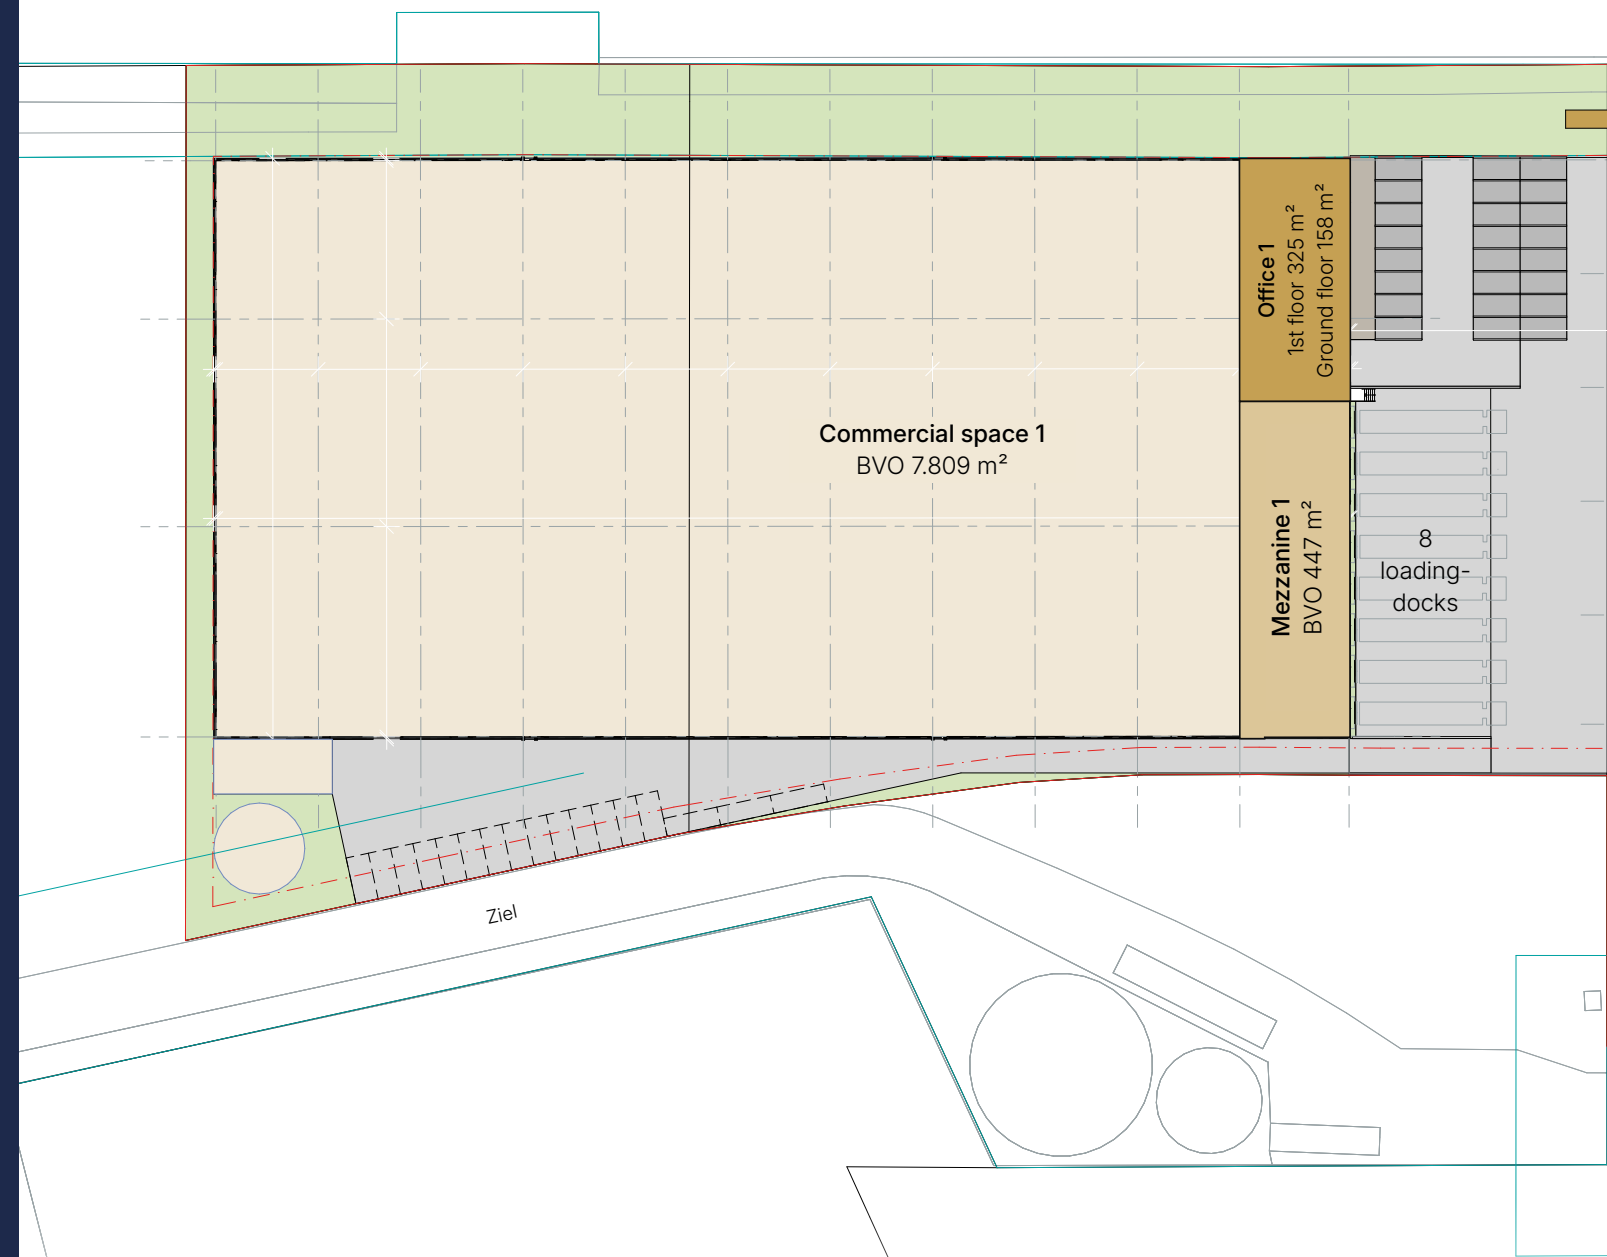 Office 1
1st floor 325 m²
Ground floor 158 m²
Commercial space 1
BVO 7.809 m²
Mezzanine 1
BVO 447 m²
8
loading-
docks
Ziel